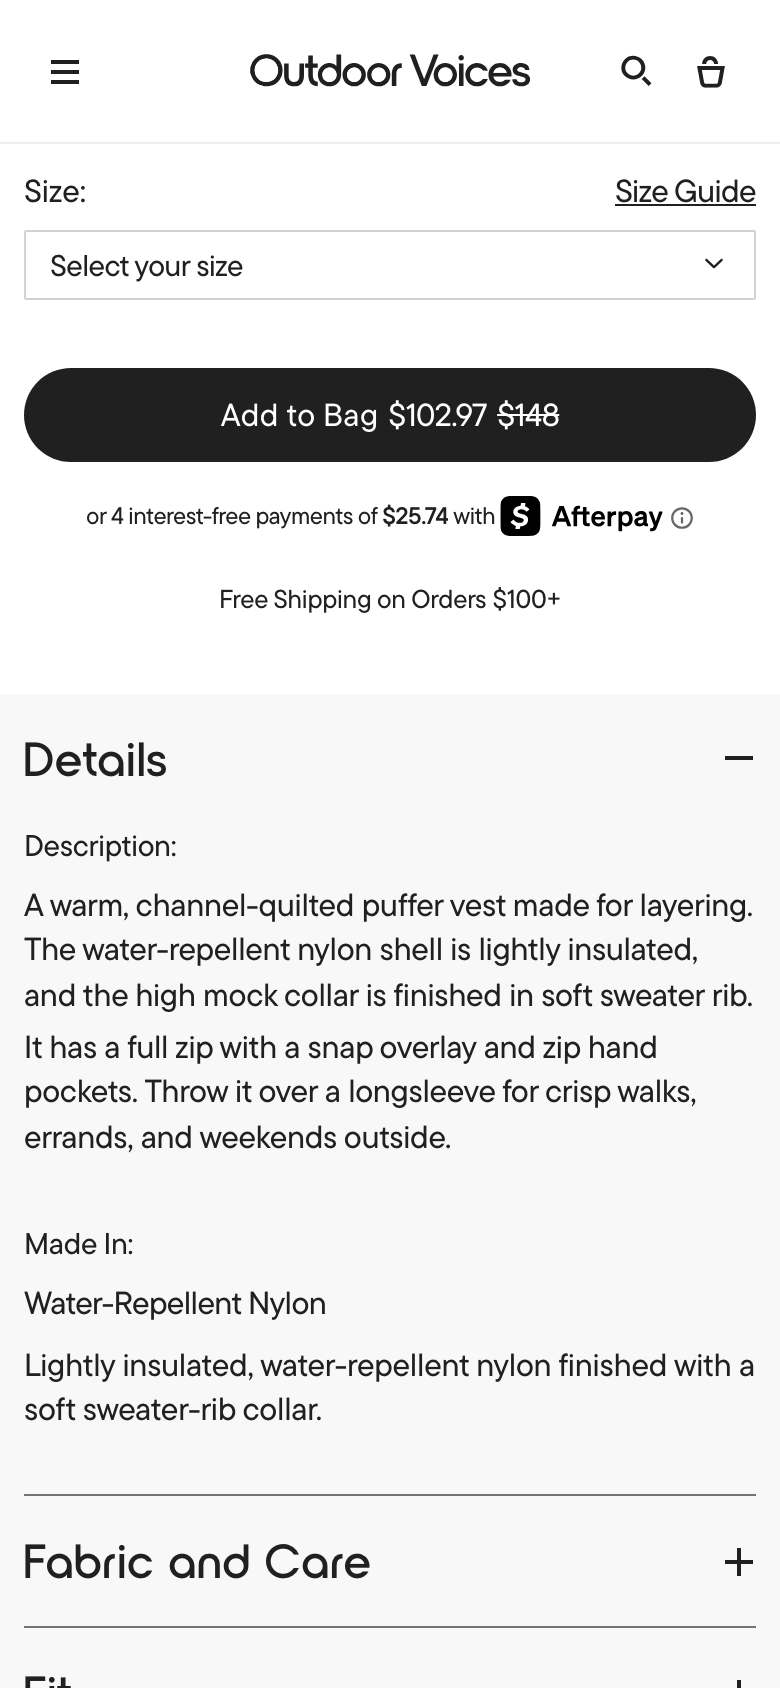 Outdoor Voices
Size:
Size Guide
Select your size
Add to Bag $102.97 $148
or 4 interest-free payments of $25.74 with $ Afterpay
Free Shipping on Orders $100+
Details
Description:
A warm, channel-quilted puffer vest made for layering.
The water-repellent nylon shell is lightly insulated,
and the high mock collar is finished in soft sweater rib.
It has a full zip with a snap overlay and zip hand
pockets. Throw it over a longsleeve for crisp walks,
errands, and weekends outside.
Made In:
Water-Repellent Nylon
Lightly insulated, water-repellent nylon finished with a
soft sweater-rib collar.
Fabric and Care
Fit